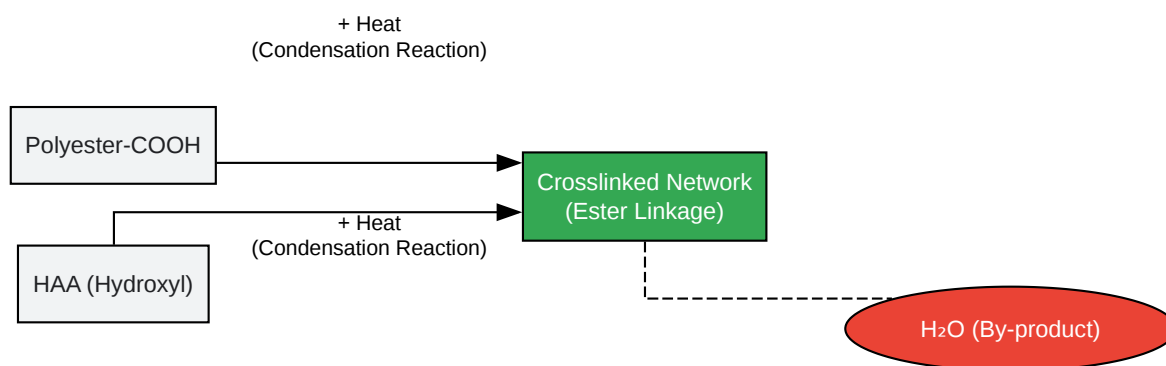 + Heat
(Condensation Reaction)
Polyester-COOH
Crosslinked Network
(Ester Linkage)
+ Heat
(Condensation Reaction)
HAA (Hydroxyl)
H₂O (By-product)